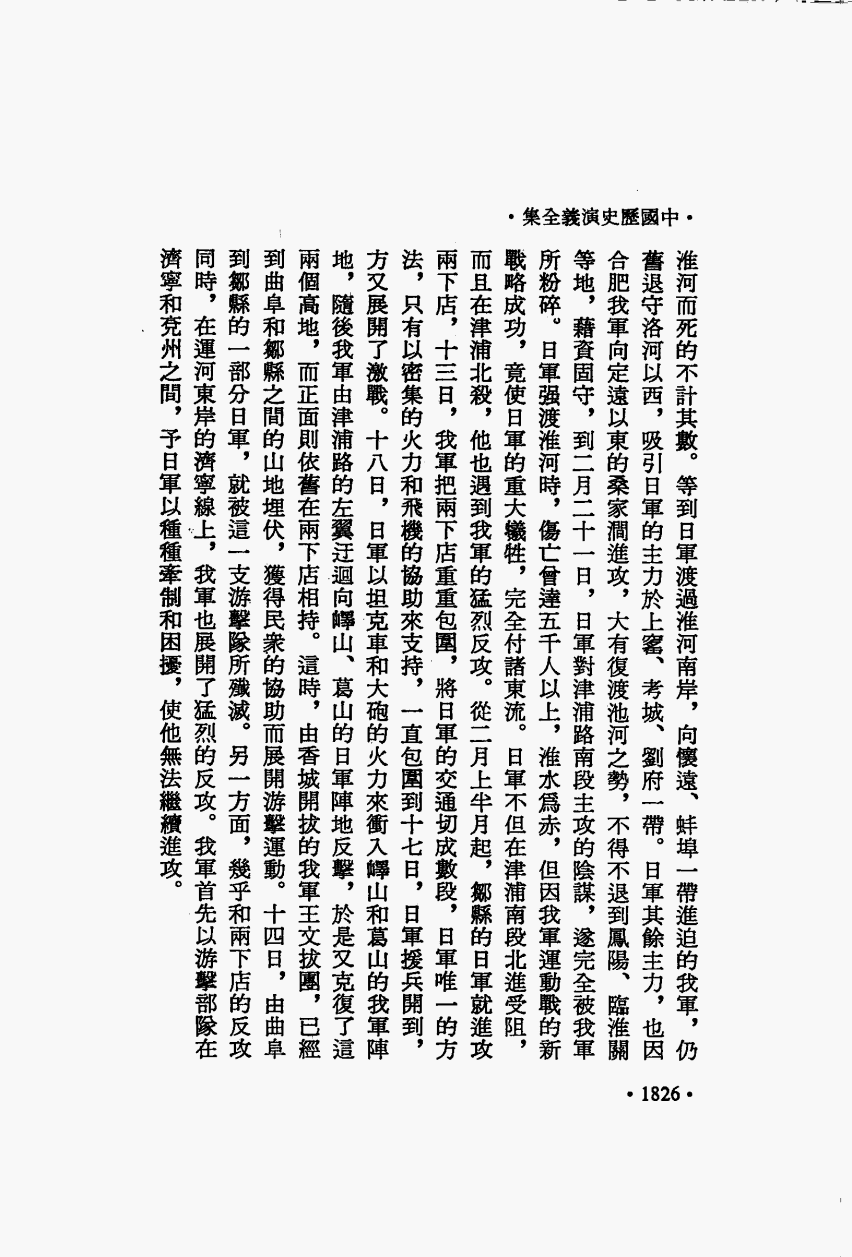 •中國歷史演義全集•
淮河而死的不計其數。等到日軍渡過淮河南岸，向懷遠、蚌埠一帶進迫的我軍，仍
舊退守洛河以西，吸引日軍的主力於上窰、考城、劉府一帶。日軍其餘主力，也因
合肥我軍向定遠以東的桑家澗進攻，大有復渡池河之勢，不得不退到鳳陽、臨淮關
等地，藉資固守，到二月二十一日，日軍對津浦路南段主攻的陰謀，遂完全被我軍
所粉碎。日軍强渡淮河時，傷亡曾達五千人以上，淮水爲赤，但因我軍運動戰的新
戰略成功，竟使日軍的重大犧牲，完全付諸東流。日軍不但在津浦南段北進受阻，
而且在津浦北殺，他也遇到我軍的猛烈反攻。從二月上半月起，鄒縣的日軍就進攻
兩下店，十三日，我軍把兩下店重重包圍，將日軍的交通切成數段，日軍唯一的方
法，只有以密集的火力和飛機的協助來支持，一直包圍到十七日，日軍援兵開到，
方又展開了激戰。十八日，日軍以坦克車和大砲的火力來衝入嶧山和葛山的我軍陣
地，隨後我軍由津浦路的左翼迂迴向嶧山、葛山的日軍陣地反擊，於是又克復了這
兩個高地，而正面則依舊在兩下店相持。這時，由香城開拔的我軍王文拔團，已經
到曲阜和鄒縣之間的山地埋伏，獲得民衆的協助而展開游擊運動。十四日，由曲阜
到鄒縣的一部分日軍，就被這一支游擊隊所殲滅。另一方面，幾乎和兩下店的反攻
同時，在運河東岸的濟寧線上，我軍也展開了猛烈的反攻。我軍首先以游擊部隊在
濟寧和兗州之間，予日軍以種種牽制和困擾，使他無法繼續進攻。
•1826•